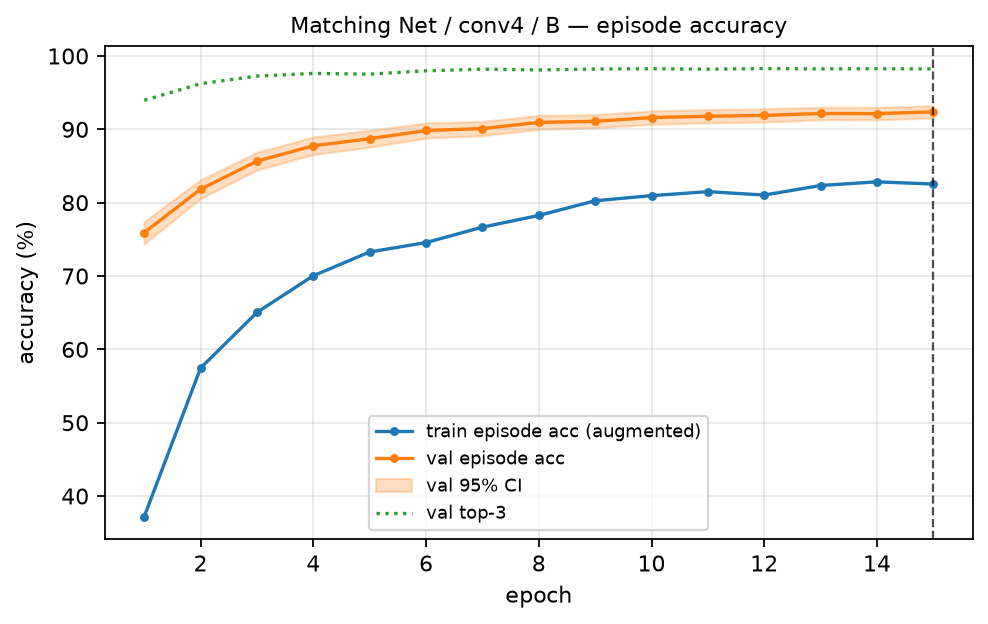 Matching Net / conv4 / B — episode accuracy
accuracy (%)
100
90
80
70
60
50
40
train episode acc (augmented)
val episode acc
val 95% CI
val top-3
2 4 6 8 10 12 14
epoch